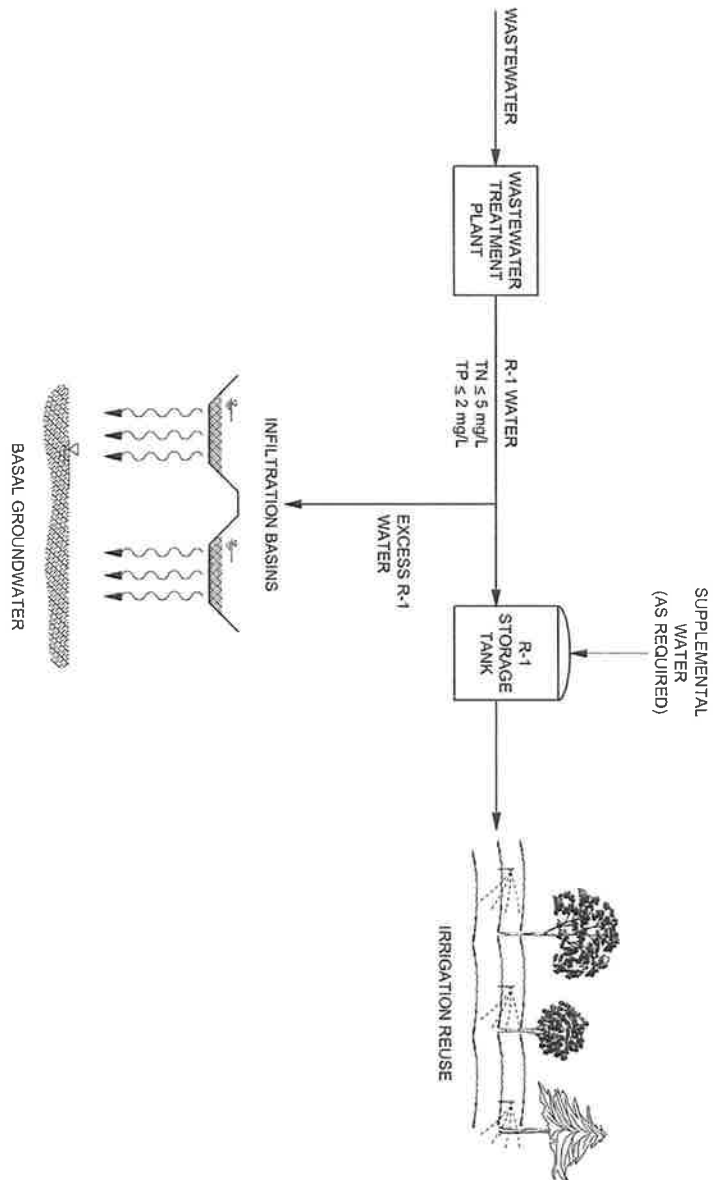 WASTEWATER
WASTEWATER
TREATMENT
PLANT
R-1 WATER
TN ≤ 5 mg/L
TP ≤ 2 mg/L
EXCESS R-1
WATER
INFILTRATION BASINS
BASAL GROUNDWATER
SUPPLEMENTAL
WATER
(AS REQUIRED)
R-1
STORAGE
TANK
IRRIGATION REUSE